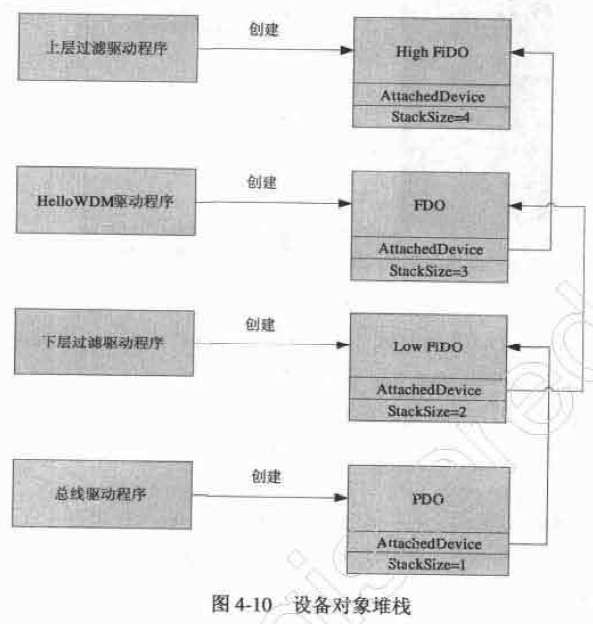 上层过滤驱动程序
创建
High FiDO
AttachedDevice
StackSize=4
HelloWDM驱动程序
创建
FDO
AttachedDevice
StackSize=3
下层过滤驱动程序
创建
Low FiDO
AttachedDevice
StackSize=2
总线驱动程序
创建
PDO
AttachedDevice
StackSize=1
图 4-10 设备对象堆栈